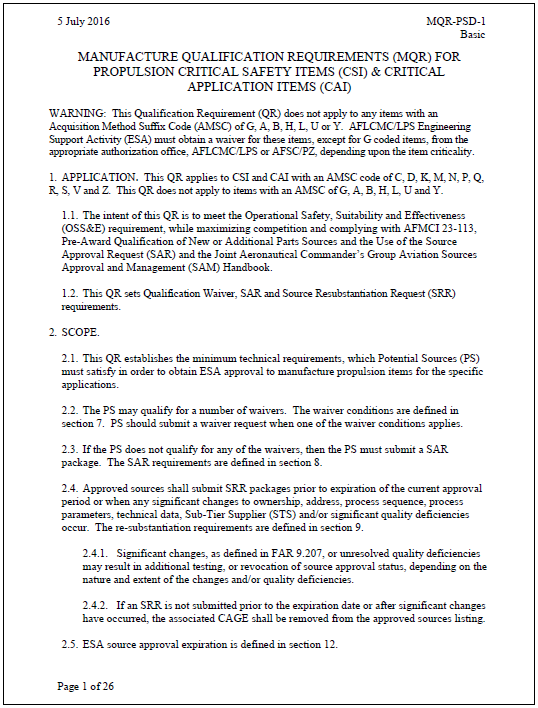 5 July 2016 MQR-PSD-1
Basic
MANUFACTURE QUALIFICATION REQUIREMENTS (MQR) FOR
PROPULSION CRITICAL SAFETY ITEMS (CSI) & CRITICAL
APPLICATION ITEMS (CAI)
WARNING: This Qualification Requirement (QR) does not apply to any items with an
Acquisition Method Suffix Code (AMSC) of G, A, B, H, L, U or Y. AFLCMC/LPS Engineering
Support Activity (ESA) must obtain a waiver for these items, except for G coded items, from the
appropriate authorization office, AFLCMC/LPS or AFSC/PZ, depending upon the item criticality.
1. APPLICATION. This QR applies to CSI and CAI with an AMSC code of C, D, K, M, N, P, Q,
R, S, V and Z. This QR does not apply to items with an AMSC of G, A, B, H, L, U and Y.
1.1. The intent of this QR is to meet the Operational Safety, Suitability and Effectiveness
(OSS&E) requirement, while maximizing competition and complying with AFMCI 23-113,
Pre-Award Qualification of New or Additional Parts Sources and the Use of the Source
Approval Request (SAR) and the Joint Aeronautical Commander's Group Aviation Sources
Approval and Management (SAM) Handbook.
1.2. This QR sets Qualification Waiver, SAR and Source Resubstantiation Request (SRR)
requirements.
2. SCOPE.
2.1. This QR establishes the minimum technical requirements, which Potential Sources (PS)
must satisfy in order to obtain ESA approval to manufacture propulsion items for the specific
applications.
2.2. The PS may qualify for a number of waivers. The waiver conditions are defined in
section 7. PS should submit a waiver request when one of the waiver conditions applies.
2.3. If the PS does not qualify for any of the waivers, then the PS must submit a SAR
package. The SAR requirements are defined in section 8.
2.4. Approved sources shall submit SRR packages prior to expiration of the current approval
period or when any significant changes to ownership, address, process sequence, process
parameters, technical data, Sub-Tier Supplier (STS) and/or significant quality deficiencies
occur. The re-substantiation requirements are defined in section 9.
2.4.1. Significant changes, as defined in FAR 9.207, or unresolved quality deficiencies
may result in additional testing, or revocation of source approval status, depending on the
nature and extent of the changes and/or quality deficiencies.
2.4.2. If an SRR is not submitted prior to the expiration date or after significant changes
have occurred, the associated CAGE shall be removed from the approved sources listing.
2.5. ESA source approval expiration is defined in section 12.
Page 1 of 26